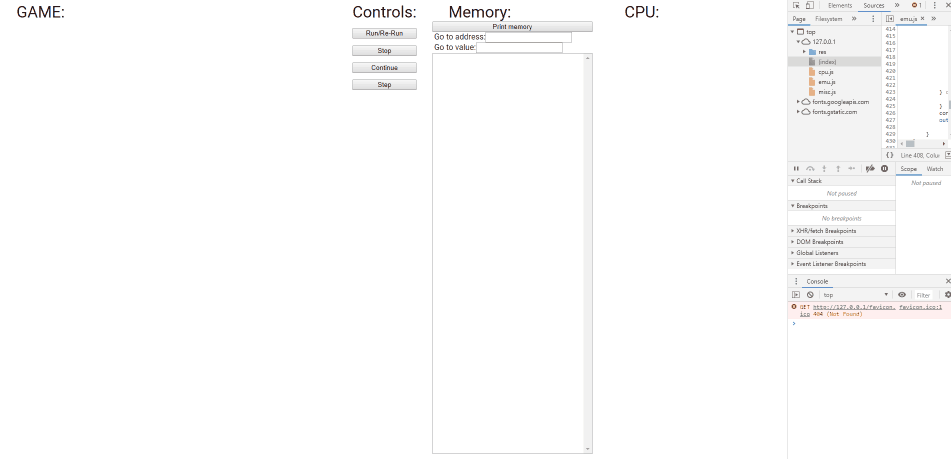 GAME:
Controls:
Run/Re-Run
Stop
Continue
Step
Memory:
Print memory
Go to address:
Go to value:
CPU:
Elements Sources » 1
Page Filesystem »
top
127.0.0.1
res
(index)
cpu.js
emu.js
misc.js
fonts.googleapis.com
fonts.gstatic.com
emu.js × »
414
415
416
417
418
419
420
421
422
423 }
424
425 }
426 cor
427 out
428
429 }
430
{} Line 408, Colur
Call Stack
Not paused
Breakpoints
No breakpoints
XHR/fetch Breakpoints
DOM Breakpoints
Global Listeners
Event Listener Breakpoints
Scope Watch
Not paused
Console
top Filter
GET http://127.0.0.1/favicon. favicon.ico:1
ico 404 (Not Found)
>